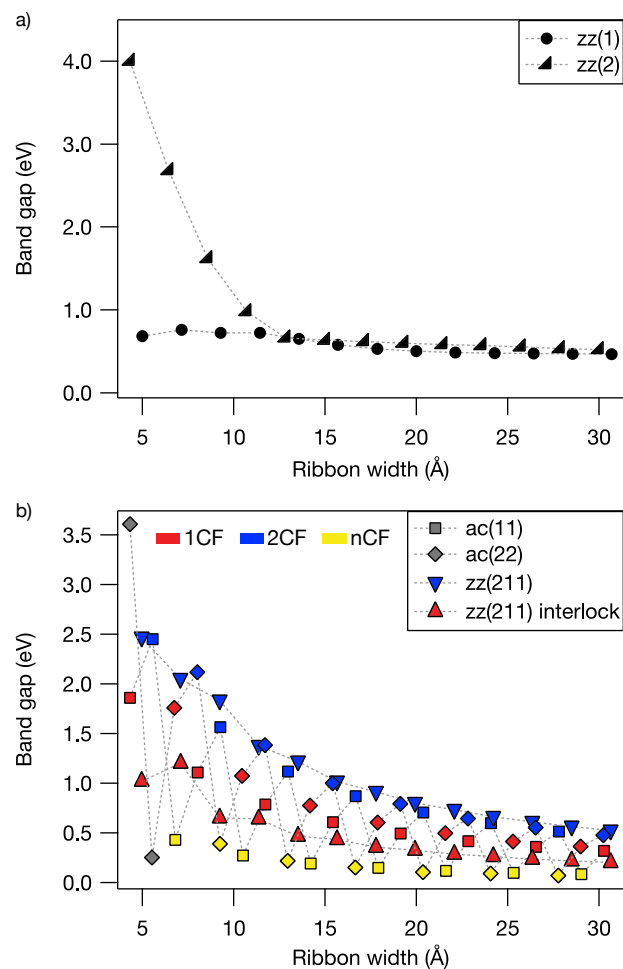 a)
zz(1)
zz(2)
4.0
3.0
2.0
1.0
0.0
Band gap (eV)
5 10 15 20 25 30
Ribbon width (Å)
b)
1CF 2CF nCF
ac(11)
ac(22)
zz(211)
zz(211) interlock
3.5
3.0
2.5
2.0
1.5
1.0
0.5
0.0
Band gap (eV)
5 10 15 20 25 30
Ribbon width (Å)